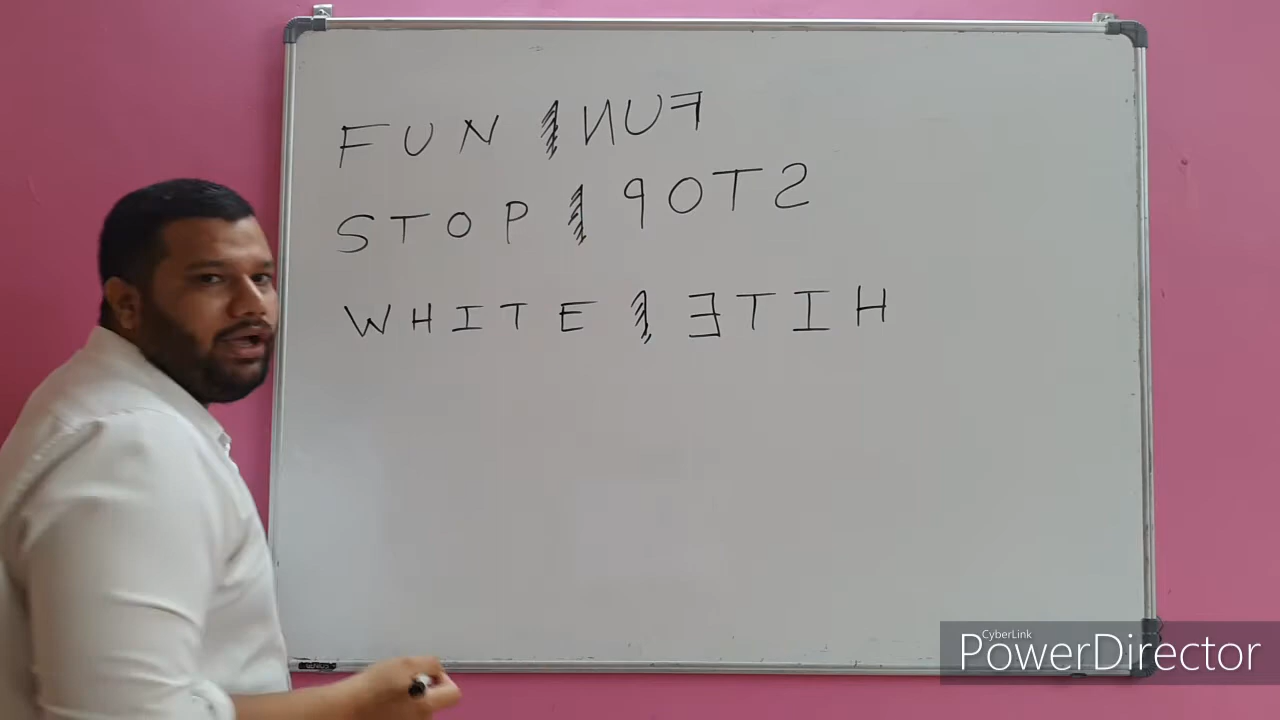 FUN ИUꟻ
STOP ꟼOTƧ
WHITE ƎTIH
CyberLink
PowerDirector